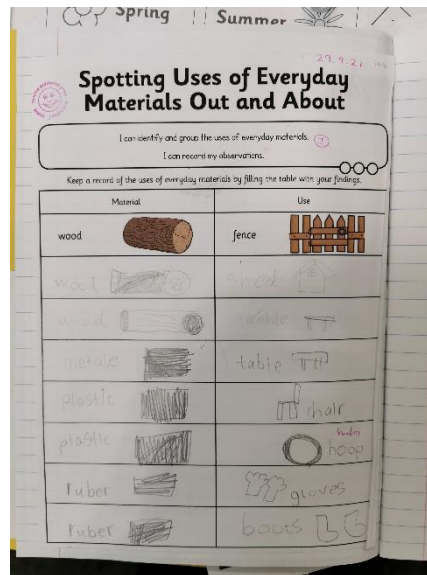 Spring
Summer
29.9.21
Spotting Uses of Everyday
Materials Out and About
I can identify and group the uses of everyday materials.
I can record my observations.
Keep a record of the uses of everyday materials by filling the table with your findings.
Material Use
wood fence
wood shed
wood table
metale table
plastic chair
plastic hoop
ruber gloves
ruber boots